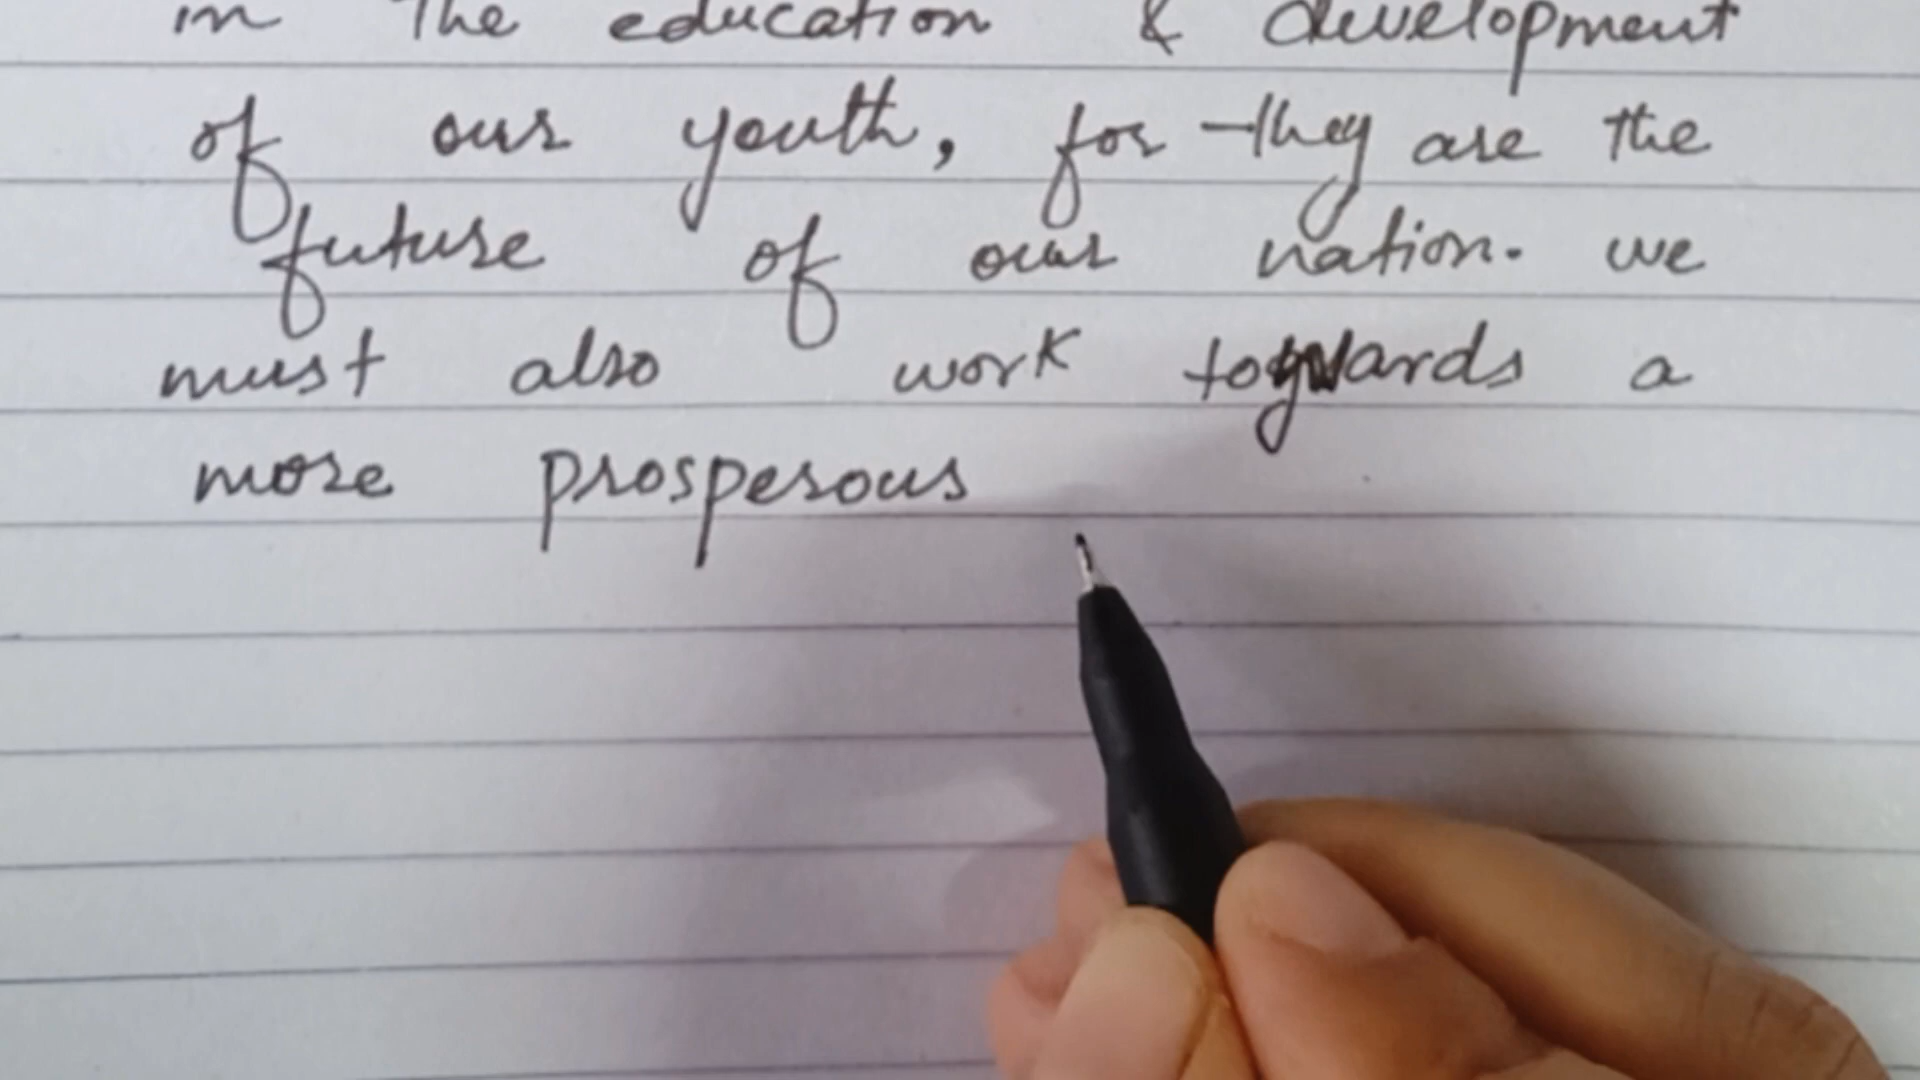 in the education & development
of our youth, for they are the
future of our nation. we
must also work towards a
more prosperous